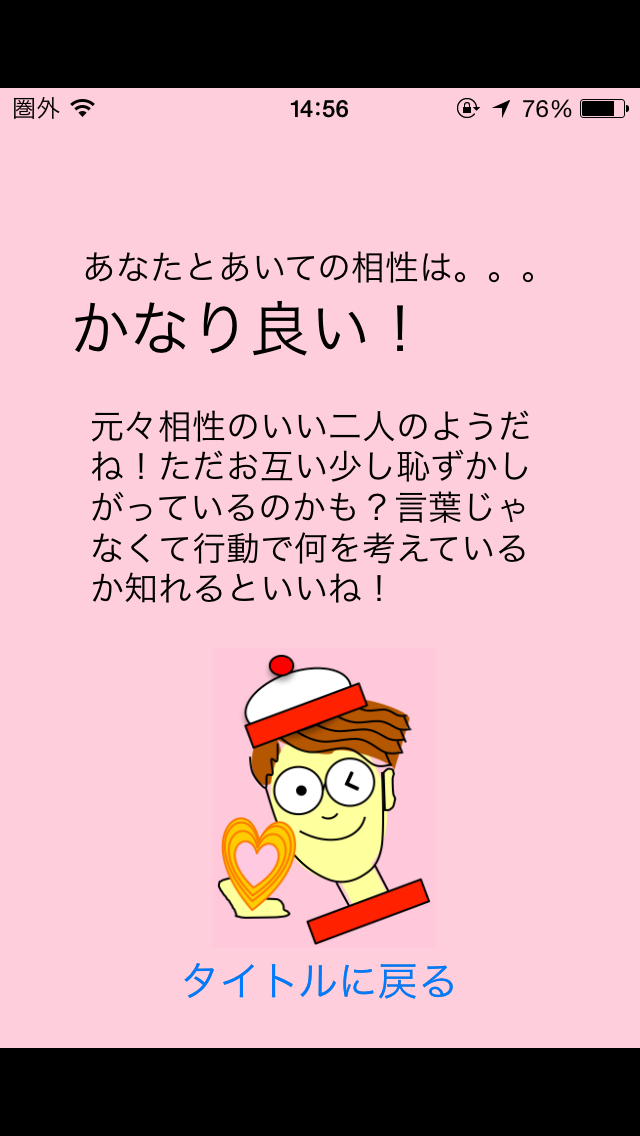 圏外 14:56 76%
あなたとあいての相性は。。。
かなり良い！
元々相性のいい二人のようだ
ね！ただお互い少し恥ずかし
がっているのかも？言葉じゃ
なくて行動で何を考えている
か知れるといいね！
タイトルに戻る